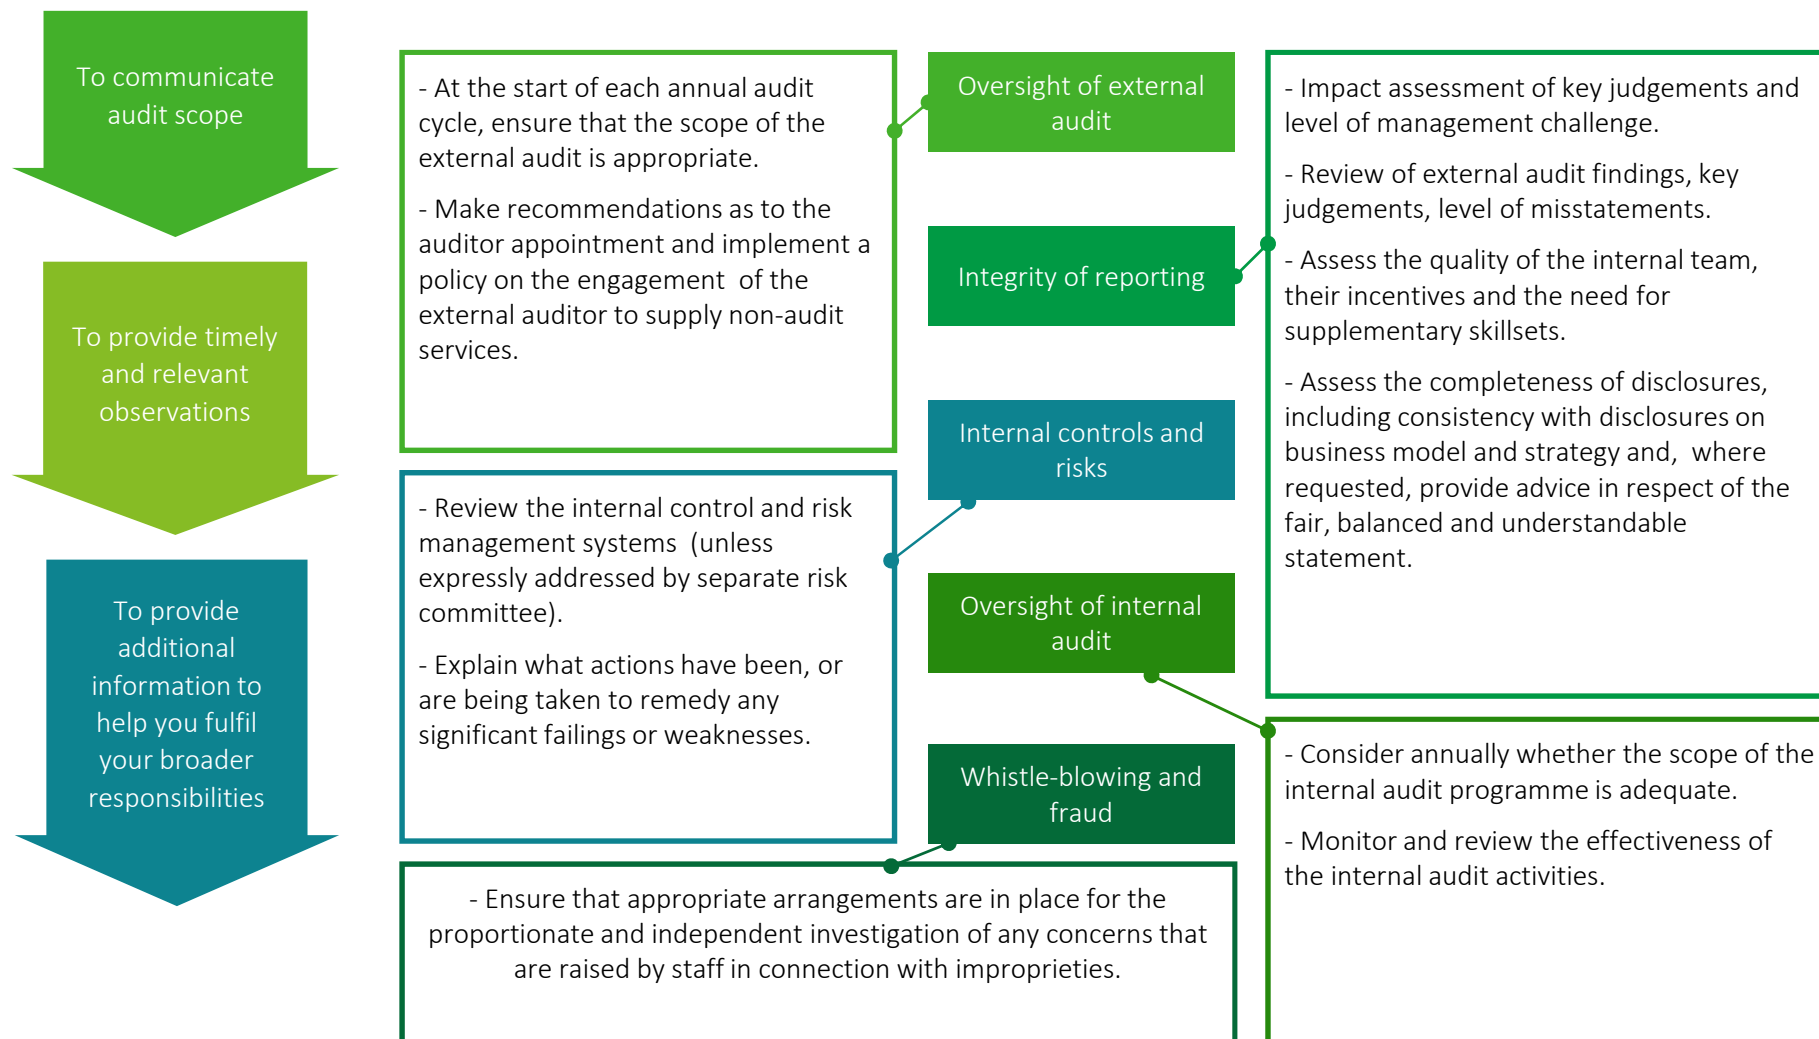 To communicate
audit scope
To provide timely
and relevant
observations
To provide
additional
information to
help you fulfil
your broader
responsibilities
- At the start of each annual audit
cycle, ensure that the scope of the
external audit is appropriate.
- Make recommendations as to the
auditor appointment and implement a
policy on the engagement of the
external auditor to supply non-audit
services.
- Review the internal control and risk
management systems (unless
expressly addressed by separate risk
committee).
- Explain what actions have been, or
are being taken to remedy any
significant failings or weaknesses.
- Ensure that appropriate arrangements are in place for the
proportionate and independent investigation of any concerns that
are raised by staff in connection with improprieties.
Oversight of external
audit
Integrity of reporting
Internal controls and
risks
Oversight of internal
audit
Whistle-blowing and
fraud
- Impact assessment of key judgements and
level of management challenge.
- Review of external audit findings, key
judgements, level of misstatements.
- Assess the quality of the internal team,
their incentives and the need for
supplementary skillsets.
- Assess the completeness of disclosures,
including consistency with disclosures on
business model and strategy and, where
requested, provide advice in respect of the
fair, balanced and understandable
statement.
- Consider annually whether the scope of the
internal audit programme is adequate.
- Monitor and review the effectiveness of
the internal audit activities.